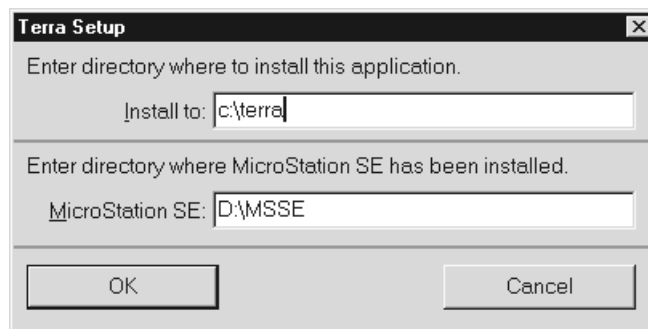 Terra Setup
Enter directory where to install this application.
Install to: c:\terra
Enter directory where MicroStation SE has been installed.
MicroStation SE: D:\MSSE
OK Cancel